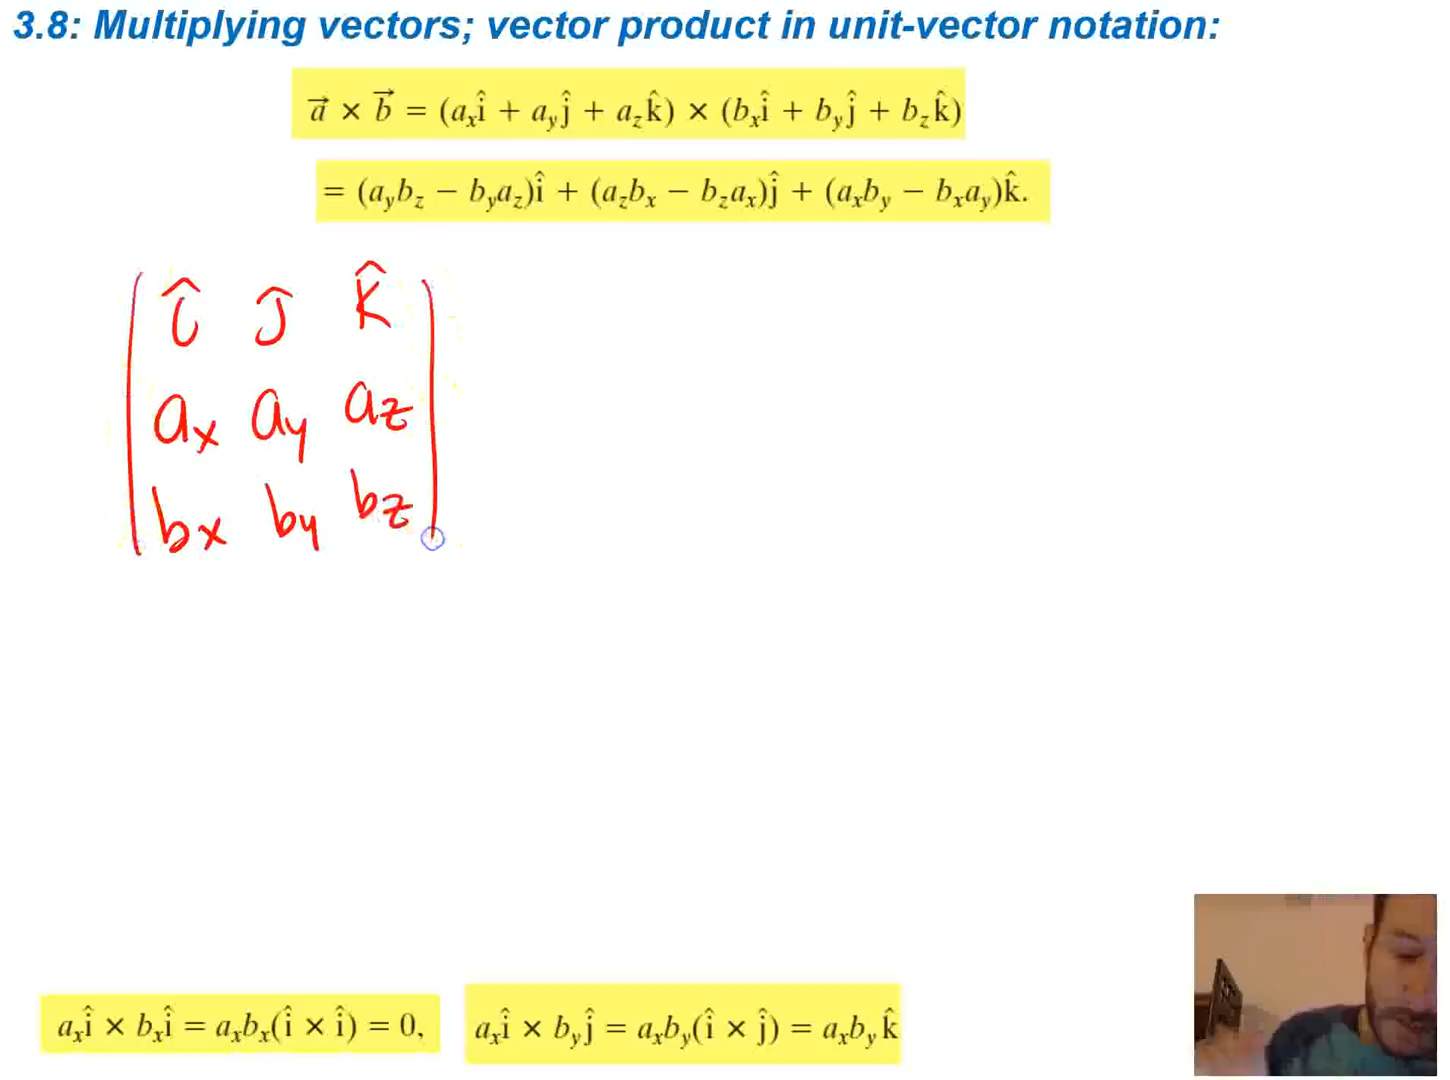 3.8: Multiplying vectors; vector product in unit-vector notation:
a⃗ × b⃗ = (aₓî + a_yĵ + a_zk̂) × (bₓî + b_yĵ + b_zk̂)
= (a_yb_z − b_ya_z)î + (a_zbₓ − b_zaₓ)ĵ + (aₓb_y − bₓa_y)k̂.
î ĵ k̂
aₓ a_y a_z
bₓ b_y b_z
aₓî × bₓî = aₓbₓ(î × î) = 0,
aₓî × b_yĵ = aₓb_y(î × ĵ) = aₓb_y k̂